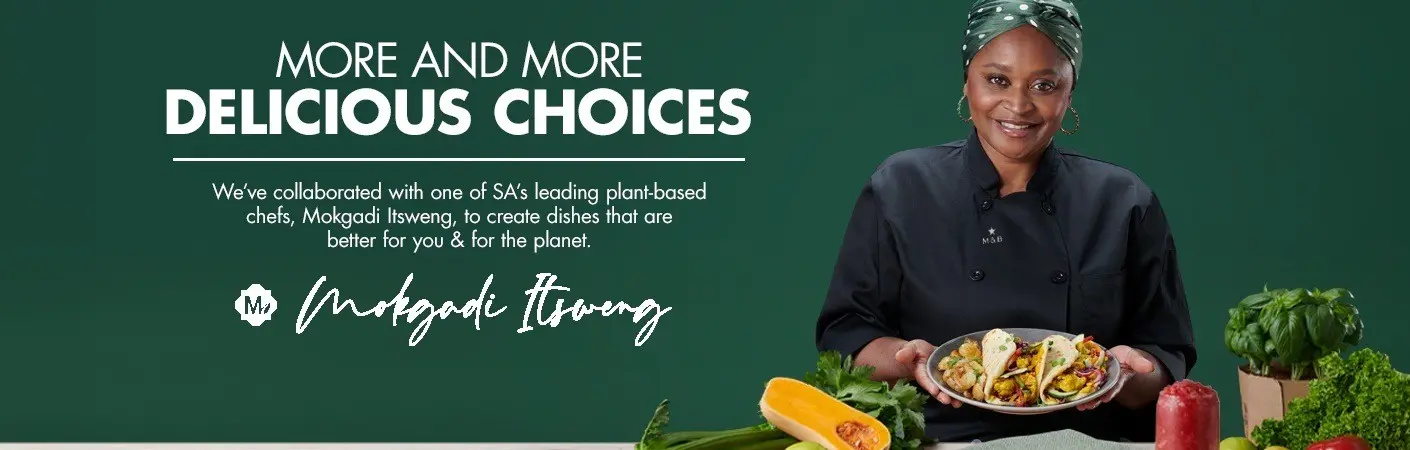 MORE AND MORE
DELICIOUS CHOICES
We've collaborated with one of SA's leading plant-based
chefs, Mokgadi Itsweng, to create dishes that are
better for you & for the planet.
M
Mokgadi Itsweng
M&B